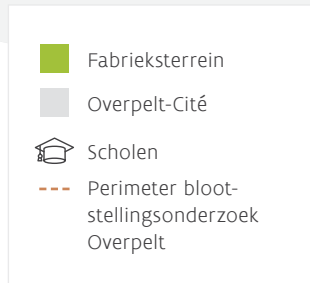 Fabrieksterrein
Overpelt-Cité
Scholen
Perimeter bloot-
stellingsonderzoek
Overpelt